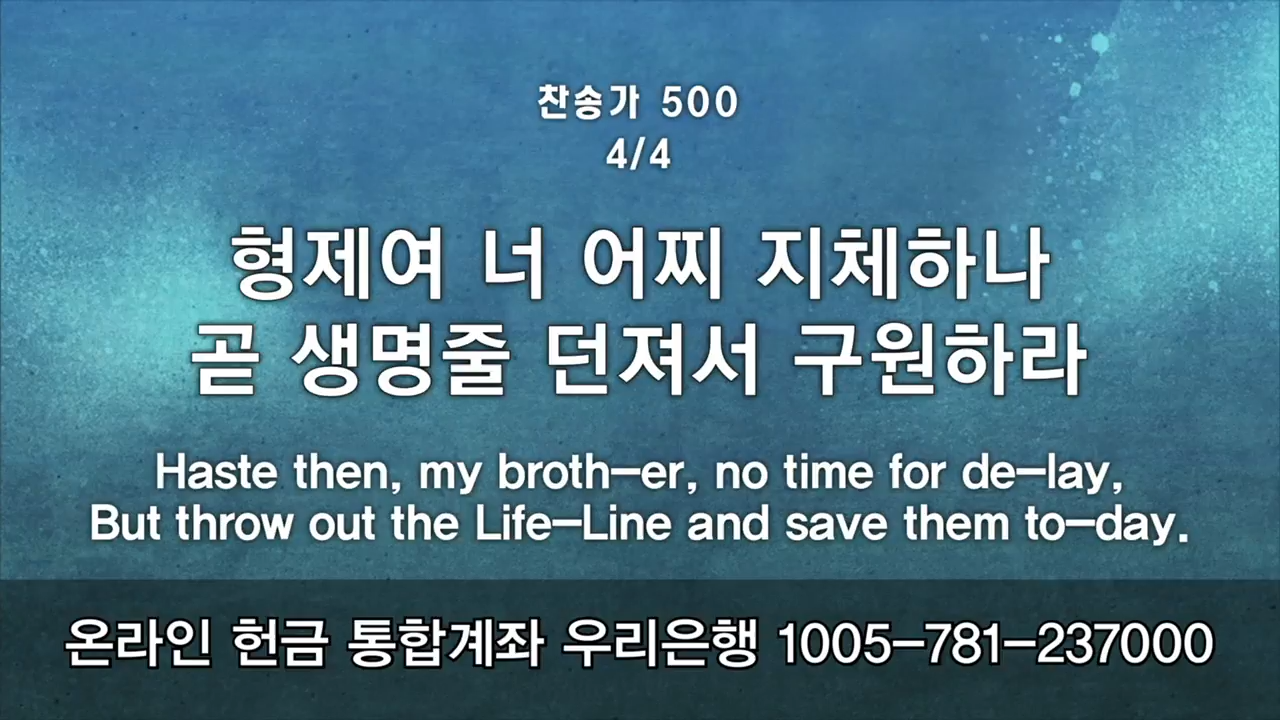 찬송가 500
4/4
형제여 너 어찌 지체하나
곧 생명줄 던져서 구원하라
Haste then, my broth-er, no time for de-lay,
But throw out the Life-Line and save them to-day.
온라인 헌금 통합계좌 우리은행 1005-781-237000